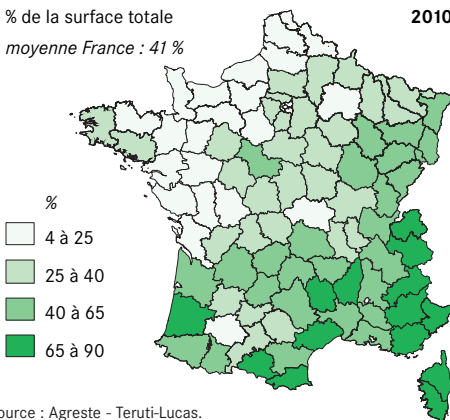 % de la surface totale
2010
moyenne France : 41 %
%
4 à 25
25 à 40
40 à 65
65 à 90
ource : Agreste - Teruti-Lucas.